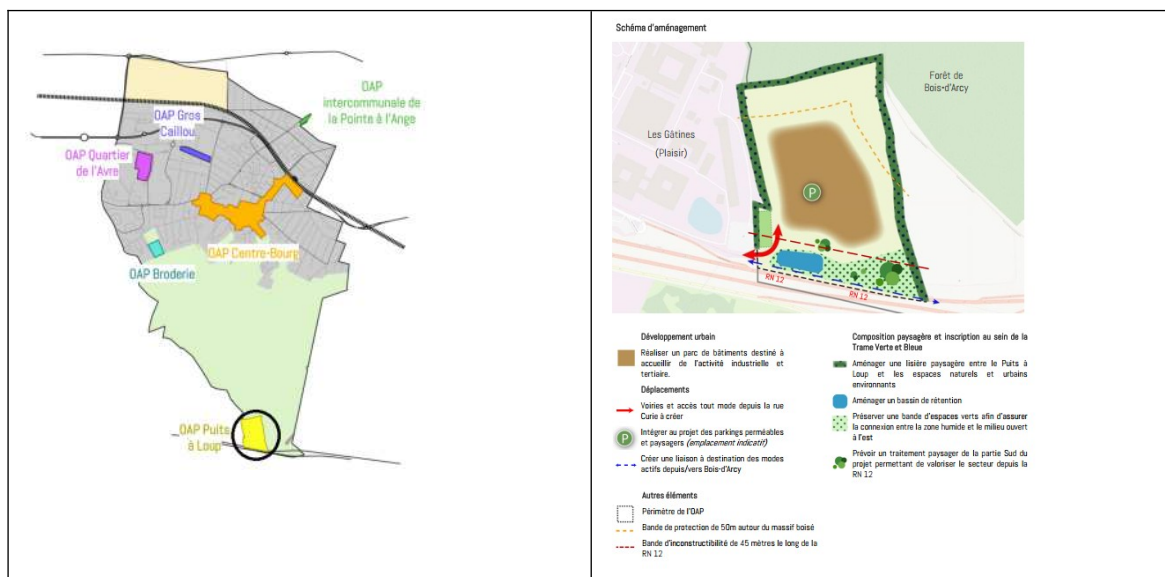 OAP
intercommunale de
la Pointe à l'Ange
OAP Gros
Caillou
OAP Quartier
de l'Avre
OAP Centre-Bourg
OAP Broderie
OAP Puits
à Loup
Schéma d'aménagement
Forêt de
Bois-d'Arcy
Les Gâtines
(Plaisir)
P
RN 12
RN 12
Développement urbain
Réaliser un parc de bâtiments destiné à
accueillir de l'activité industrielle et
tertiaire.
Déplacements
Voiries et accès tout mode depuis la rue
Curie à créer
P
Intégrer au projet des parkings perméables
et paysagers (emplacement indicatif)
Créer une liaison à destination des modes
actifs depuis/vers Bois-d'Arcy
Autres éléments
Périmètre de l'OAP
Bande de protection de 50m autour du massif boisé
Bande d'inconstructibilité de 45 mètres le long de la
RN 12
Composition paysagère et inscription au sein de la
Trame Verte et Bleue
Aménager une lisière paysagère entre le Puits à
Loup et les espaces naturels et urbains
environnants
Aménager un bassin de rétention
Préserver une bande d'espaces verts afin d'assurer
la connexion entre la zone humide et le milieu ouvert
à l'est
Prévoir un traitement paysager de la partie Sud du
projet permettant de valoriser le secteur depuis la
RN 12